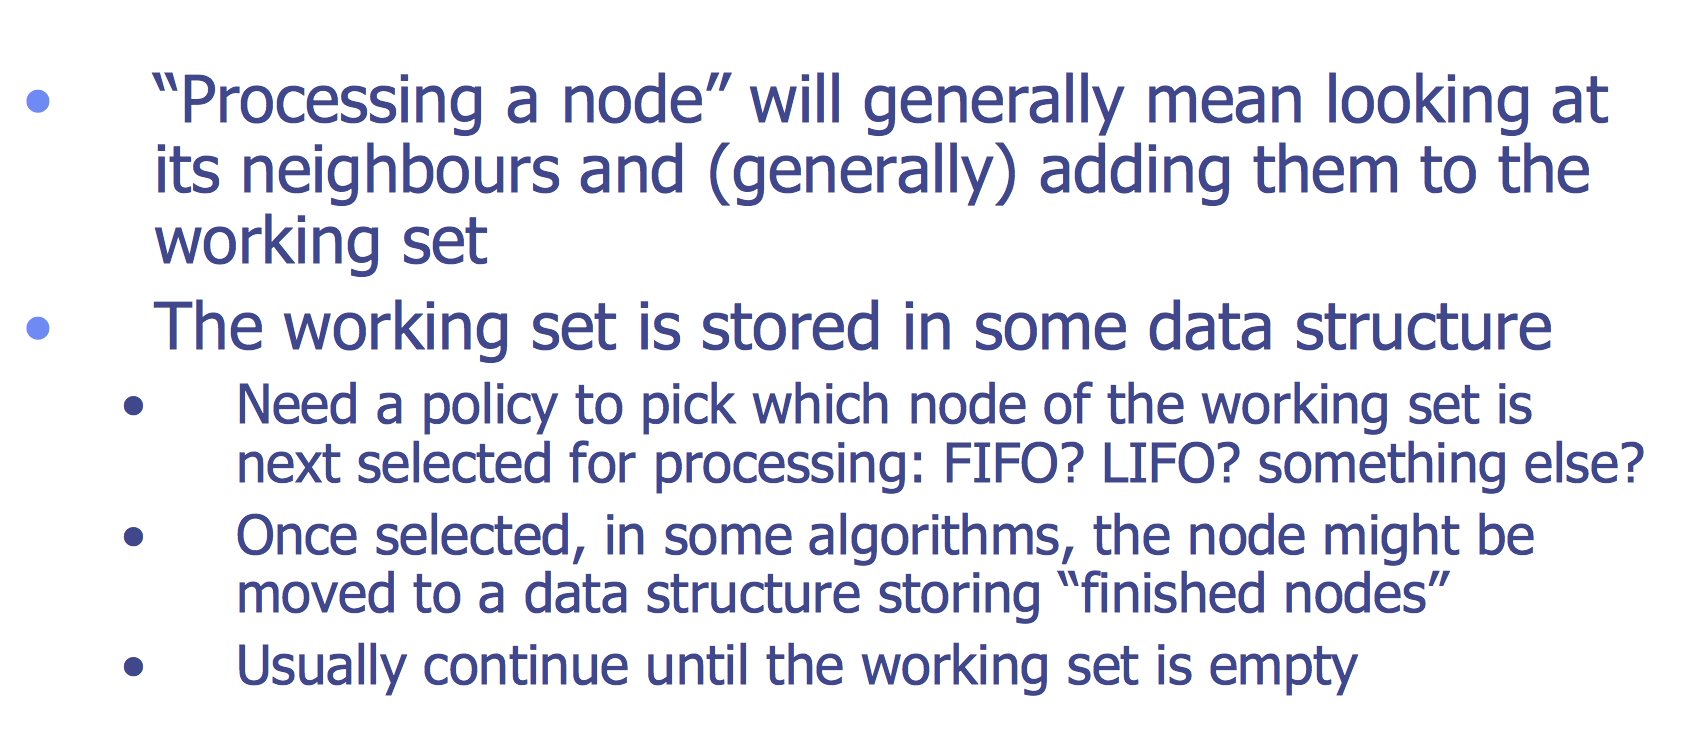 • “Processing a node” will generally mean looking at
its neighbours and (generally) adding them to the
working set
• The working set is stored in some data structure
• Need a policy to pick which node of the working set is
next selected for processing: FIFO? LIFO? something else?
• Once selected, in some algorithms, the node might be
moved to a data structure storing “finished nodes”
• Usually continue until the working set is empty